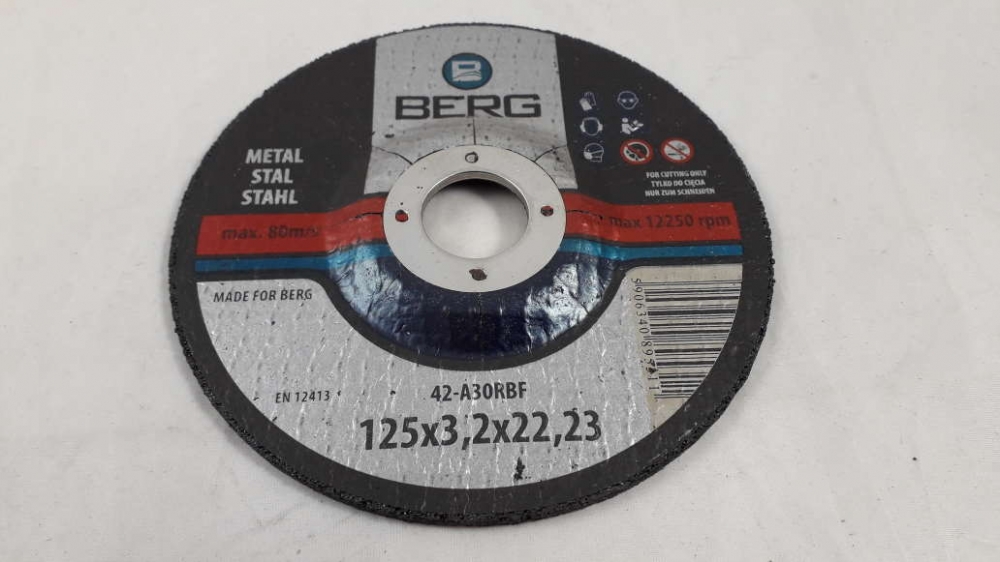 BERG
METAL
STAL
STAHL
FOR CUTTING ONLY
TYLKO DO CIĘCIA
NUR ZUM SCHNEIDEN
max. 80m/s
max 12250 rpm
MADE FOR BERG
EN 12413
42-A30RBF
125x3,2x22,23